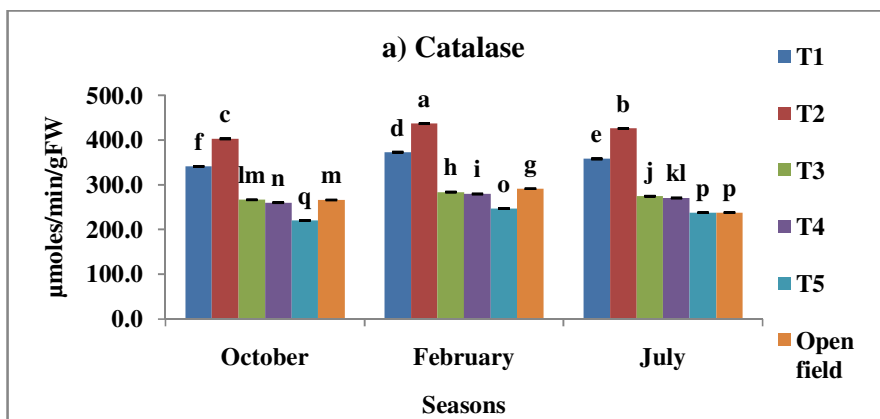 a) Catalase
μmoles/min/gFW
500.0
400.0
300.0
200.0
100.0
0.0
f c lm n q m
d a h i o g
e b j kl p p
October February July
Seasons
T1
T2
T3
T4
T5
Open
field